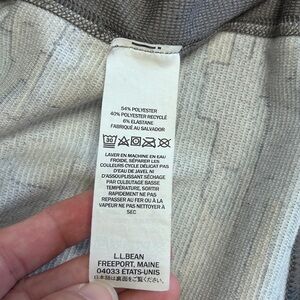 54% POLYESTER
40% POLYESTER RECYCLÉ
6% ELASTANE
FABRIQUÉ AU SALVADOR
30
LAVER EN MACHINE EN EAU
FROIDE, SÉPARER LES
COULEURS CYCLE DÉLICAT PAS
D'EAU DE JAVEL NI
D'ASSOUPLISSANT SÉCHAGE
PAR CULBUTAGE BASSE
TEMPÉRATURE, SORTIR
RAPIDEMENT NE PAS
REPASSER AU FER OU À LA
VAPEUR NE PAS NETTOYER À
SEC
L.L.BEAN
FREEPORT, MAINE
04033 ÉTATS-UNIS